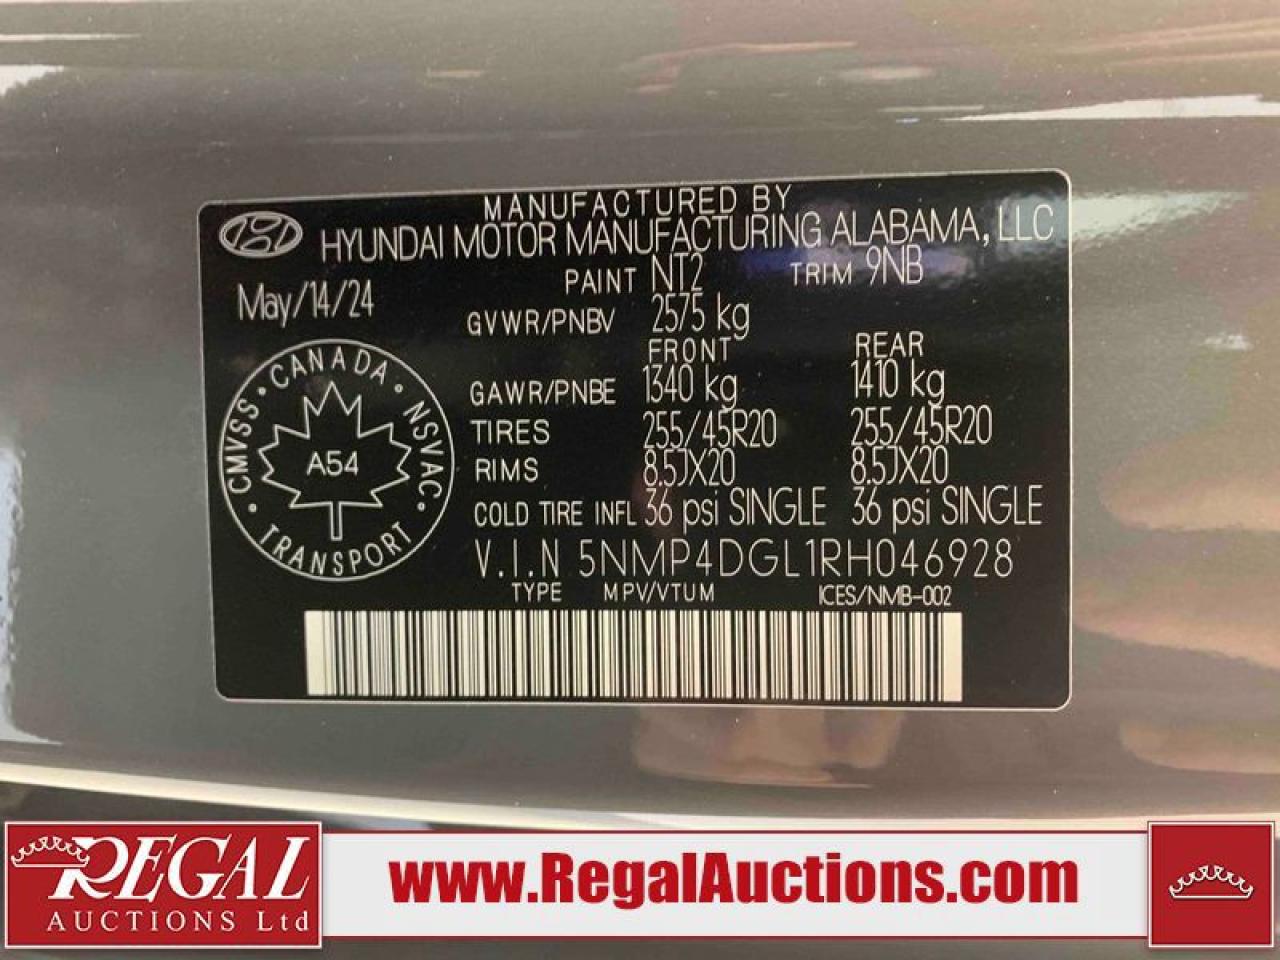 MANUFACTURED BY
HYUNDAI MOTOR MANUFACTURING ALABAMA, LLC
May/14/24
PAINT NT2 TRIM 9NB
GVWR/PNBV 2575 kg
FRONT REAR
GAWR/PNBE 1340 kg 1410 kg
TIRES 255/45R20 255/45R20
RIMS 8.5JX20 8.5JX20
COLD TIRE INFL 36 psi SINGLE 36 psi SINGLE
V.I.N 5NMP4DGL1RH046928
TYPE MPV/VTUM ICES/NMB-002
CMVSS • CANADA • NSVAC • TRANSPORT •
A54
REGAL
AUCTIONS Ltd
www.RegalAuctions.com